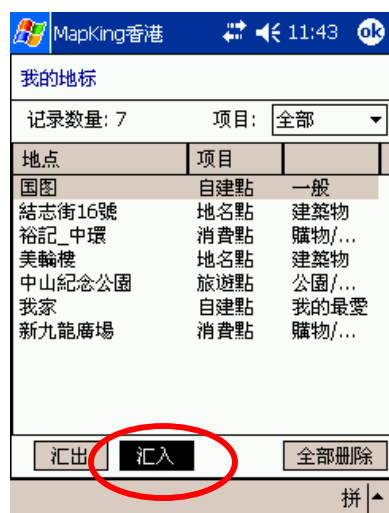 MapKing香港 11:43 ok
我的地标
记录数量: 7 项目: 全部
地点 项目
国图 自建點 一般
結志街16號 地名點 建築物
裕記_中環 消費點 購物/...
美輪樓 地名點 建築物
中山紀念公園 旅遊點 公園/...
我家 自建點 我的最愛
新九龍廣場 消費點 購物/...
汇出 汇入 全部册除
拼